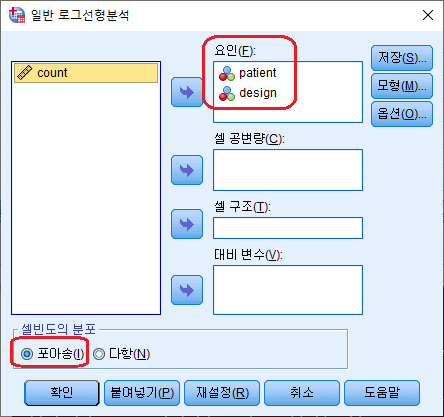 일반 로그선형분석
count
요인(F):
patient
design
저장(S)...
모형(M)...
옵션(O)...
셀 공변량(C):
셀 구조(T):
대비 변수(V):
셀빈도의 분포
포아송(I)
다항(N)
확인
붙여넣기(P)
재설정(R)
취소
도움말